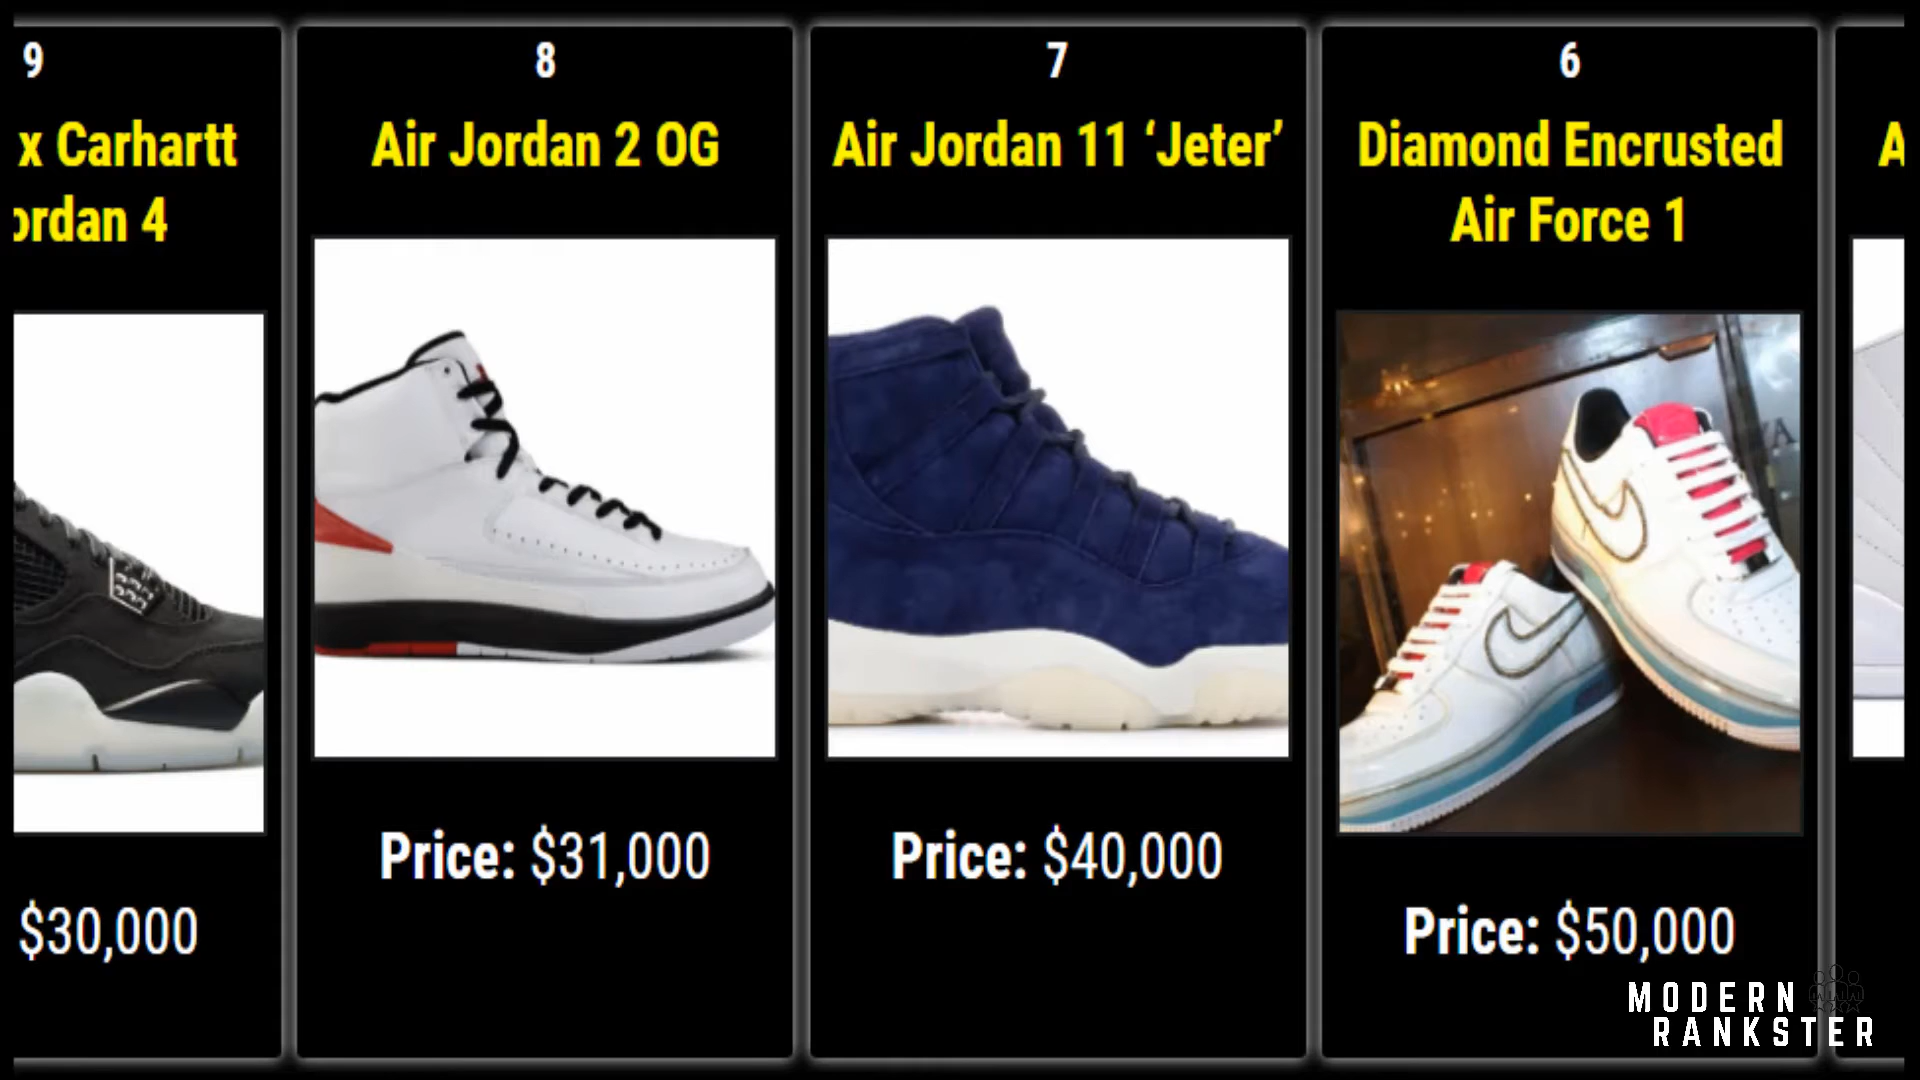 9
x Carhartt
ordan 4
$30,000
8
Air Jordan 2 OG
Price: $31,000
7
Air Jordan 11 ‘Jeter’
Price: $40,000
6
Diamond Encrusted
Air Force 1
Price: $50,000
A
MODERN
RANKSTER